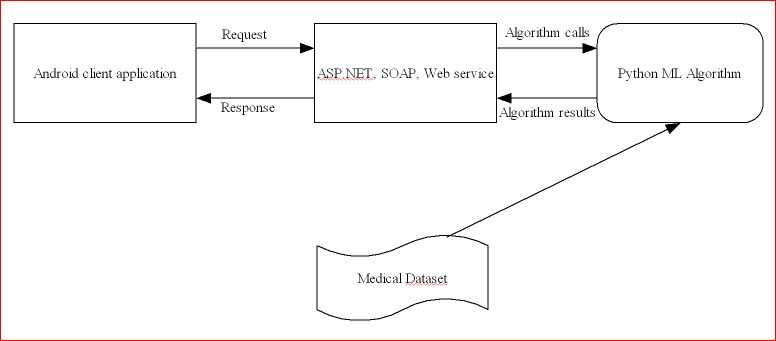 Request
Algorithm calls
Android client application
ASP.NET, SOAP, Web service
Python ML Algorithm
Response
Algorithm results
Medical Dataset